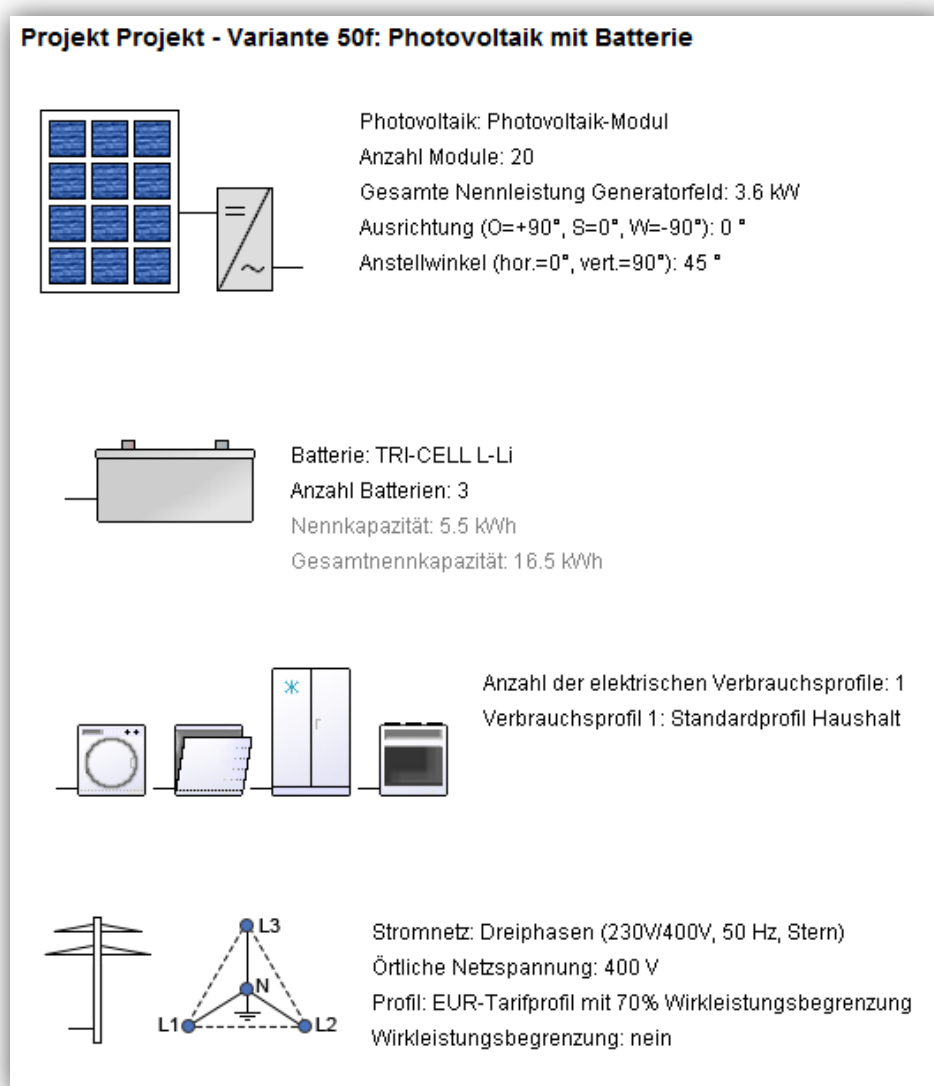 Projekt Projekt - Variante 50f: Photovoltaik mit Batterie
Photovoltaik: Photovoltaik-Modul
Anzahl Module: 20
Gesamte Nennleistung Generatorfeld: 3.6 kW
Ausrichtung (O=+90°, S=0°, W=-90°): 0 °
Anstellwinkel (hor.=0°, vert.=90°): 45 °
Batterie: TRI-CELL L-Li
Anzahl Batterien: 3
Nennkapazität: 5.5 kWh
Gesamtnennkapazität: 16.5 kWh
Anzahl der elektrischen Verbrauchsprofile: 1
Verbrauchsprofil 1: Standardprofil Haushalt
L3
N
L1
L2
Stromnetz: Dreiphasen (230V/400V, 50 Hz, Stern)
Örtliche Netzspannung: 400 V
Profil: EUR-Tarifprofil mit 70% Wirkleistungsbegrenzung
Wirkleistungsbegrenzung: nein